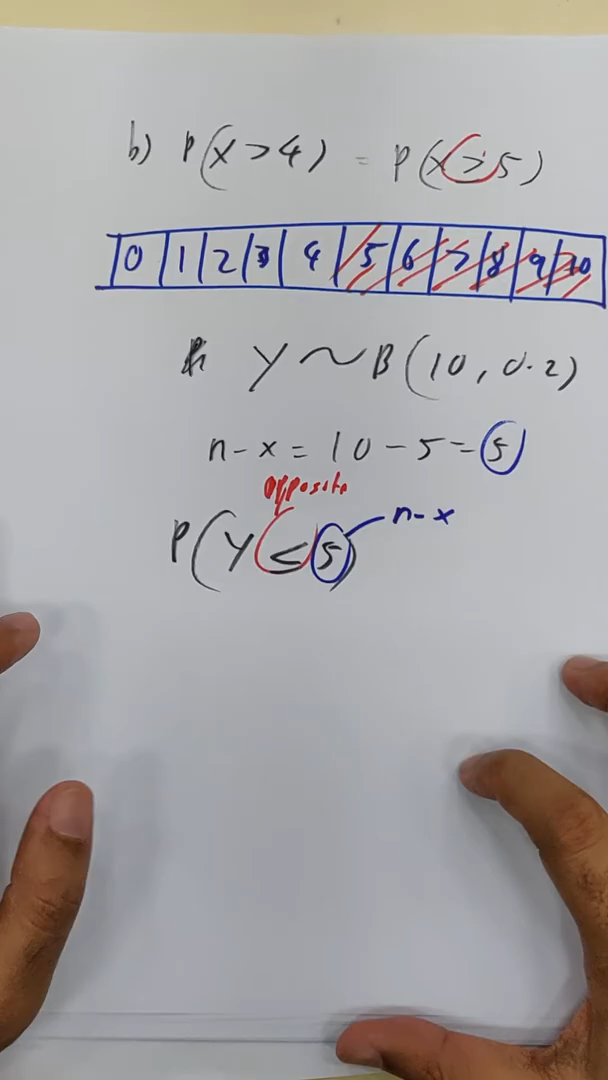 b) P(X > 4) = P(X ≥ 5)
0 1 2 3 4 5 6 7 8 9 10
Y ~ B(10, 0.2)
n - x = 10 - 5 = 5
opposite
P(Y ≤ 5) n - x